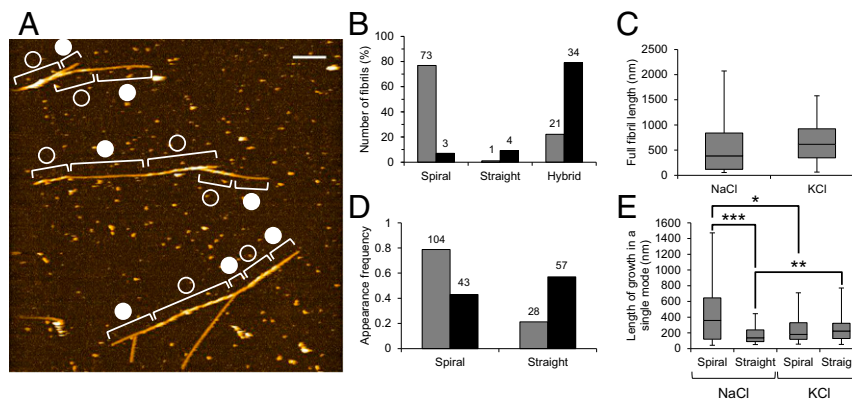 A
B
Number of fibrils (%)
100
80
60
40
20
0
73
3
1
4
21
34
Spiral Straight Hybrid
C
Full fibril length (nm)
2500
2000
1500
1000
500
0
NaCl KCl
D
Appearance frequency
1
0.8
0.6
0.4
0.2
0
104
43
28
57
Spiral Straight
E
Length of growth in a
single mode (nm)
1600
1400
1200
1000
800
600
400
200
0
*
***
**
Spiral Straight Spiral Straig
NaCl KCl